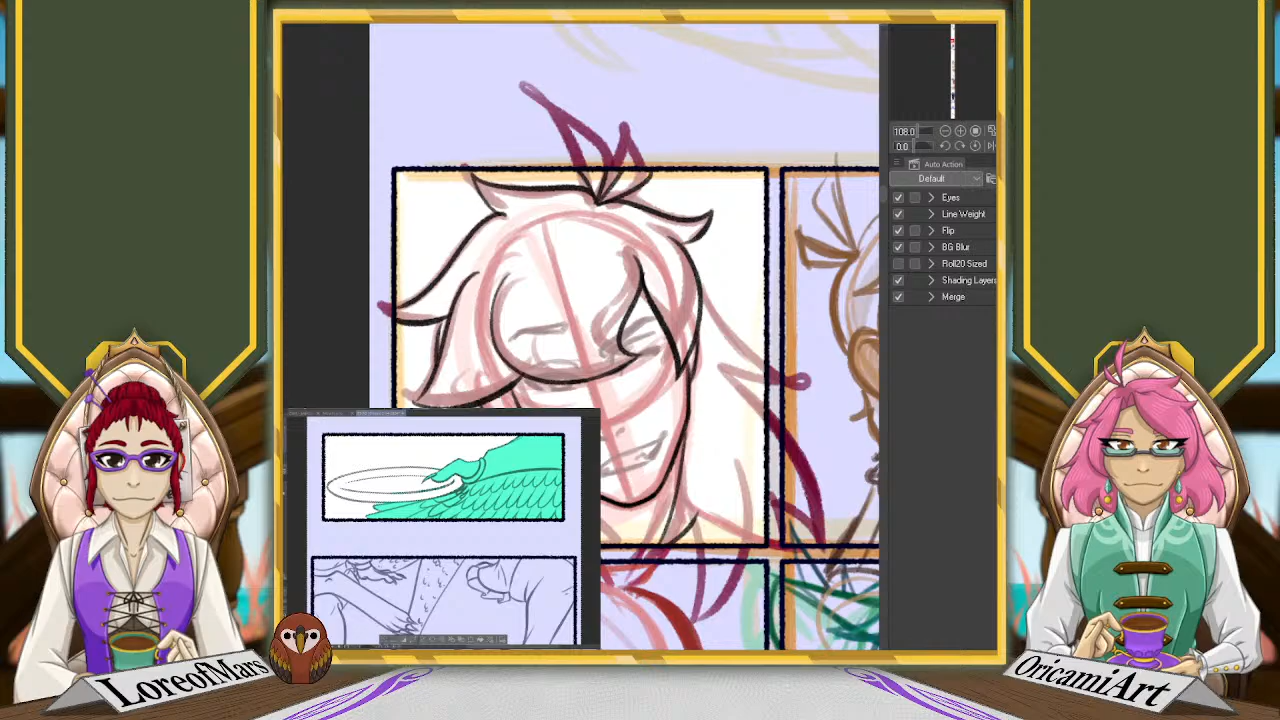 108.0
0.0
Auto Action
Default
Eyes
Line Weight
Flip
BG Blur
Roll20 Sized
Shading Layers
Merge
LoreofMars
OricamiArt